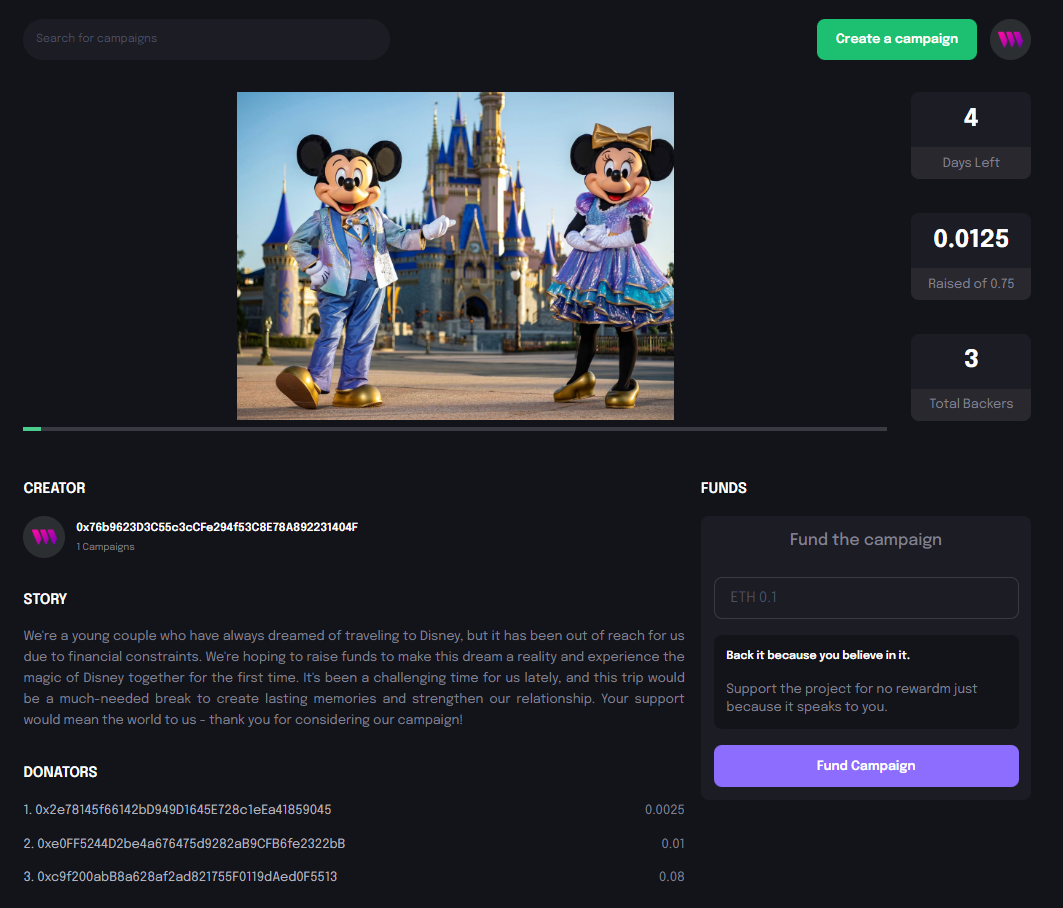 Search for campaigns
Create a campaign
4
Days Left
0.0125
Raised of 0.75
3
Total Backers
CREATOR
0x76b9623D3C55c3cCFe294f53C8E78A892231404F
1 Campaigns
STORY
We're a young couple who have always dreamed of traveling to Disney, but it has been out of reach for us
due to financial constraints. We're hoping to raise funds to make this dream a reality and experience the
magic of Disney together for the first time. It's been a challenging time for us lately, and this trip would
be a much-needed break to create lasting memories and strengthen our relationship. Your support
would mean the world to us - thank you for considering our campaign!
DONATORS
1. 0x2e78145f66142bD949D1645E728c1eEa41859045 0.0025
2. 0xe0FF5244D2be4a676475d9282aB9CFB6fe2322bB 0.01
3. 0xc9f200abB8a628af2ad821755F0119dAed0F5513 0.08
FUNDS
Fund the campaign
ETH 0.1
Back it because you believe in it.
Support the project for no rewardm just
because it speaks to you.
Fund Campaign